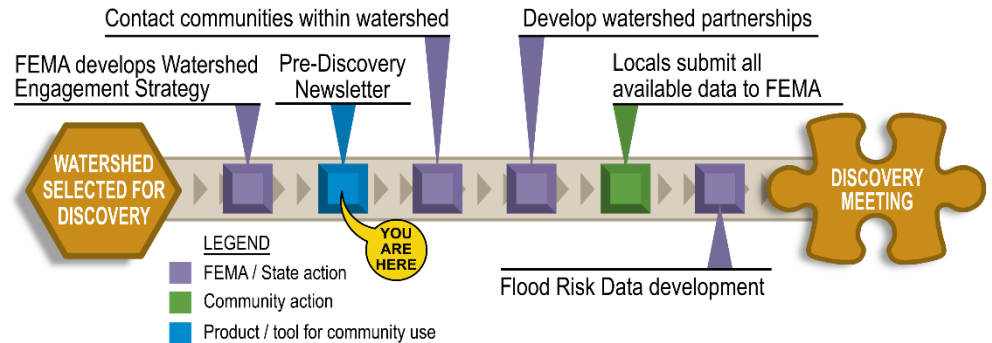 Contact communities within watershed
Develop watershed partnerships
FEMA develops Watershed
Engagement Strategy
Pre-Discovery
Newsletter
Locals submit all
available data to FEMA
WATERSHED
SELECTED FOR
DISCOVERY
DISCOVERY
MEETING
YOU
ARE
HERE
LEGEND
FEMA / State action
Community action
Product / tool for community use
Flood Risk Data development